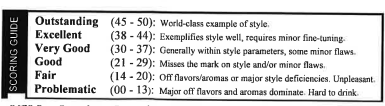 SCORING GUIDE
Outstanding (45 - 50): World-class example of style.
Excellent (38 - 44): Exemplifies style well, requires minor fine-tuning.
Very Good (30 - 37): Generally within style parameters, some minor flaws.
Good (21 - 29): Misses the mark on style and/or minor flaws.
Fair (14 - 20): Off flavors/aromas or major style deficiencies. Unpleasant.
Problematic (00 - 13): Major off flavors and aromas dominate. Hard to drink.